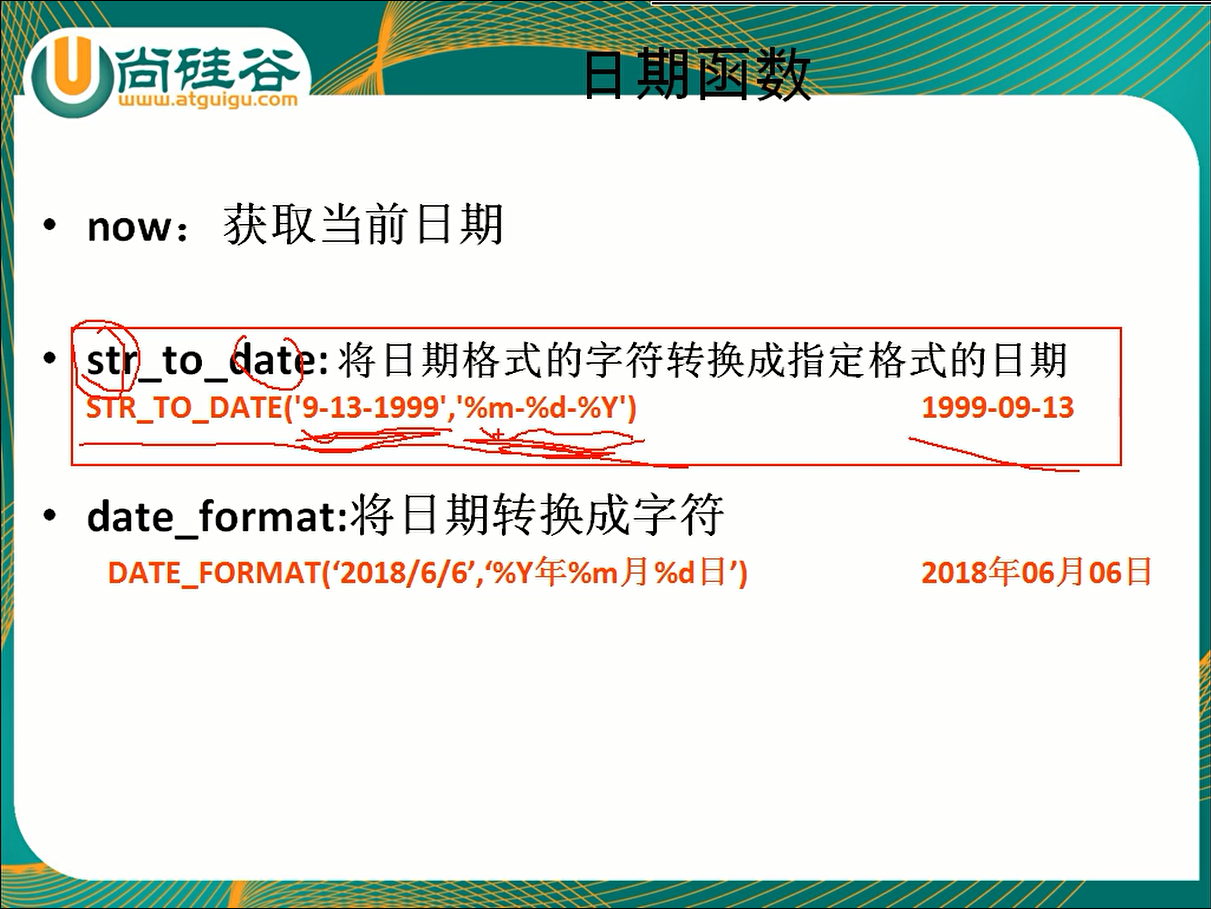 尚硅谷
www.atguigu.com
日期函数
• now： 获取当前日期
• str_to_date: 将日期格式的字符转换成指定格式的日期
STR_TO_DATE('9-13-1999','%m-%d-%Y') 1999-09-13
• date_format:将日期转换成字符
DATE_FORMAT(‘2018/6/6’,‘%Y年%m月%d日’) 2018年06月06日